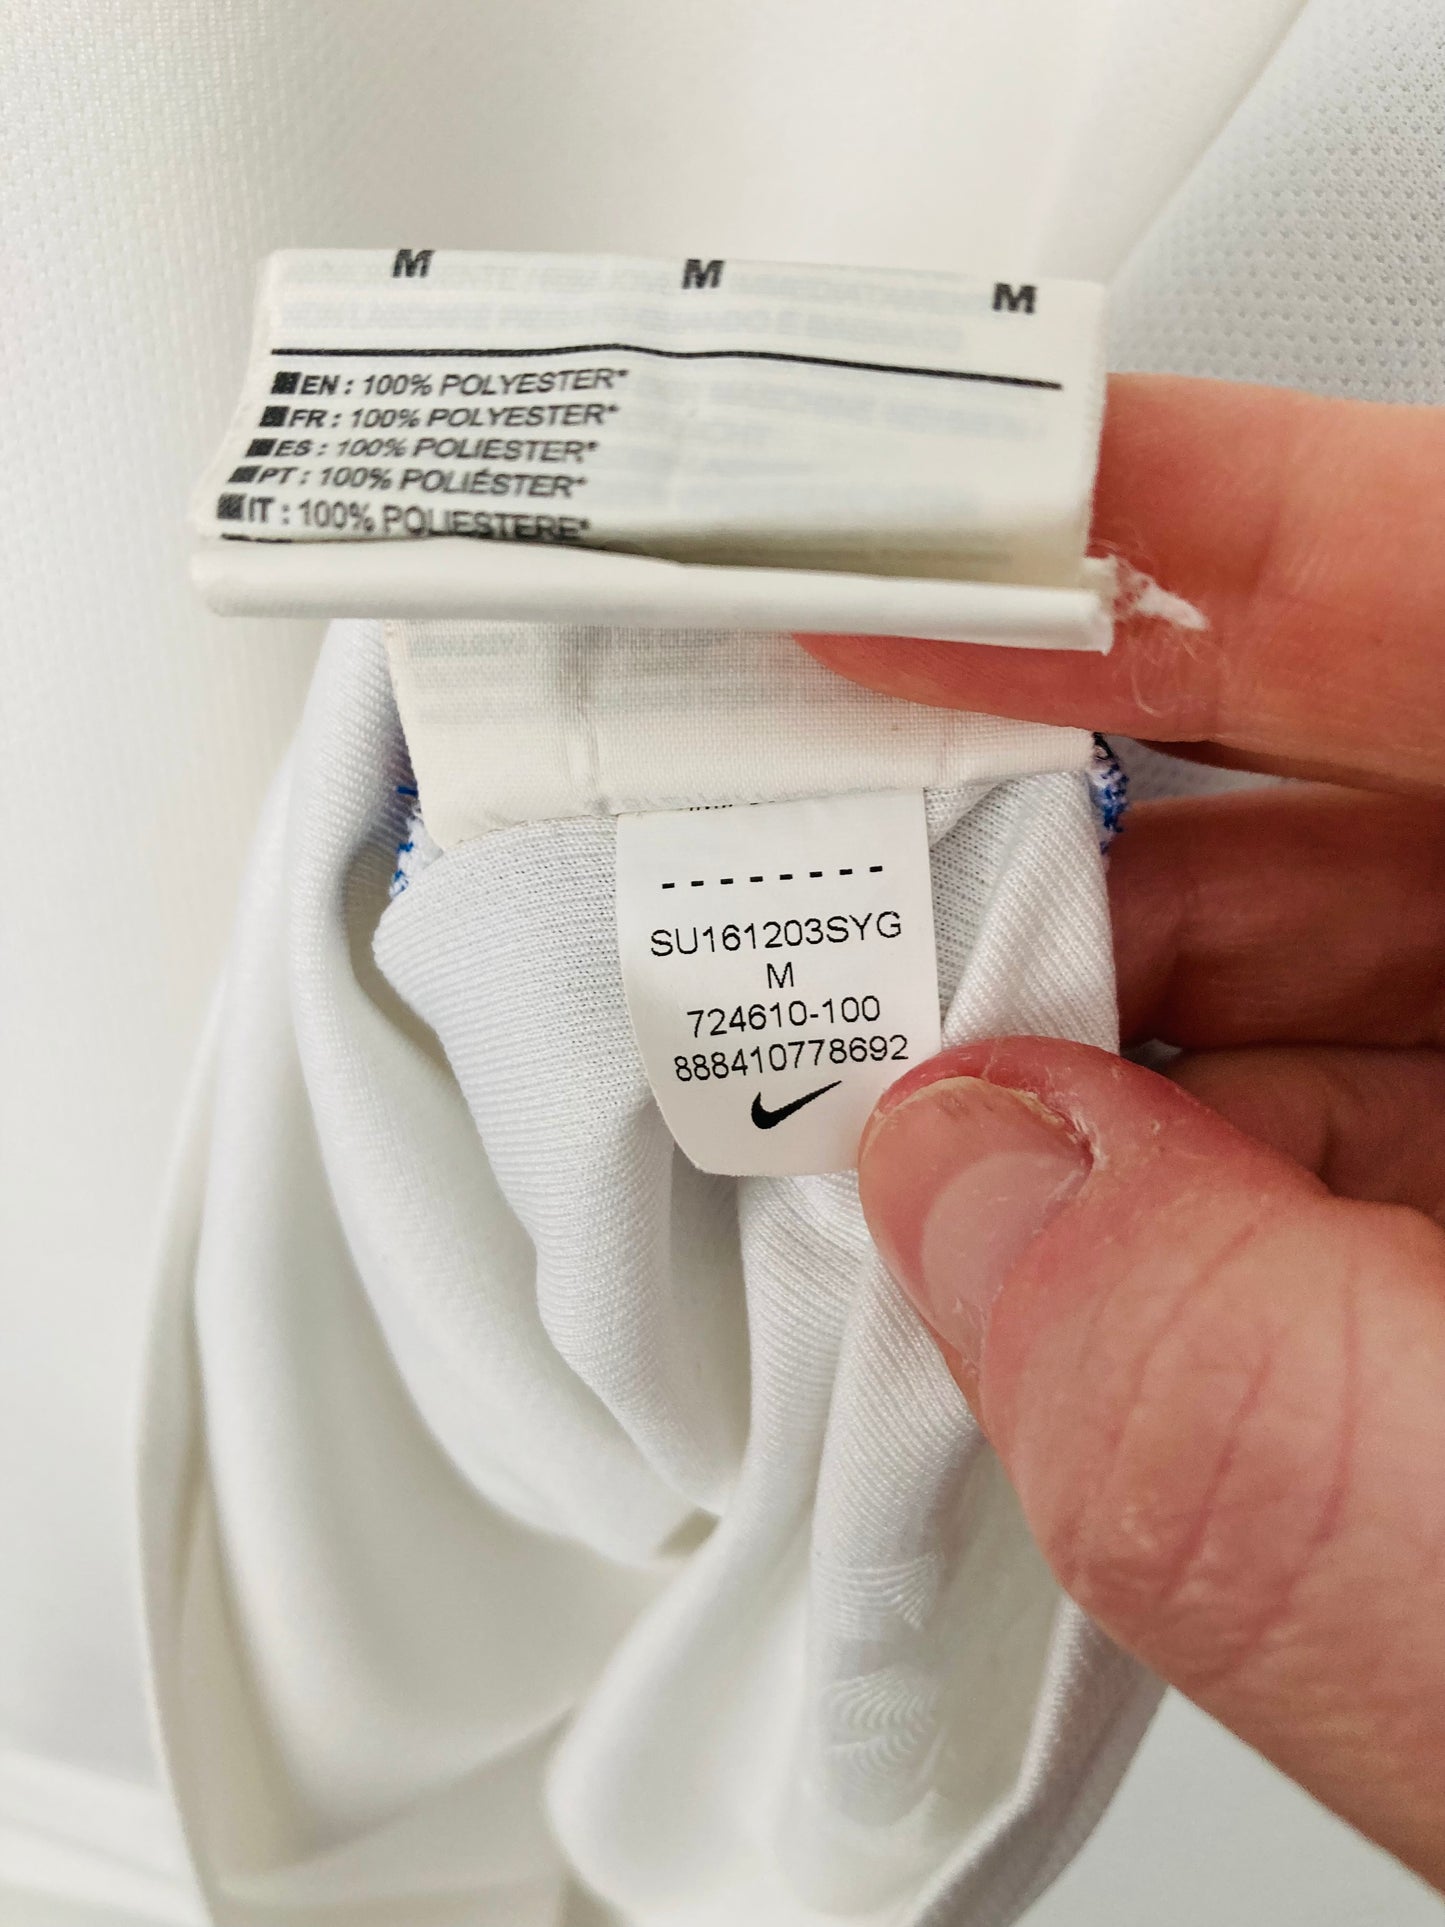 M M M
EN : 100% POLYESTER*
FR : 100% POLYESTER*
ES : 100% POLIESTER*
PT : 100% POLIÉSTER*
IT : 100% POLIESTERE*
--------
SU161203SYG
M
724610-100
888410778692